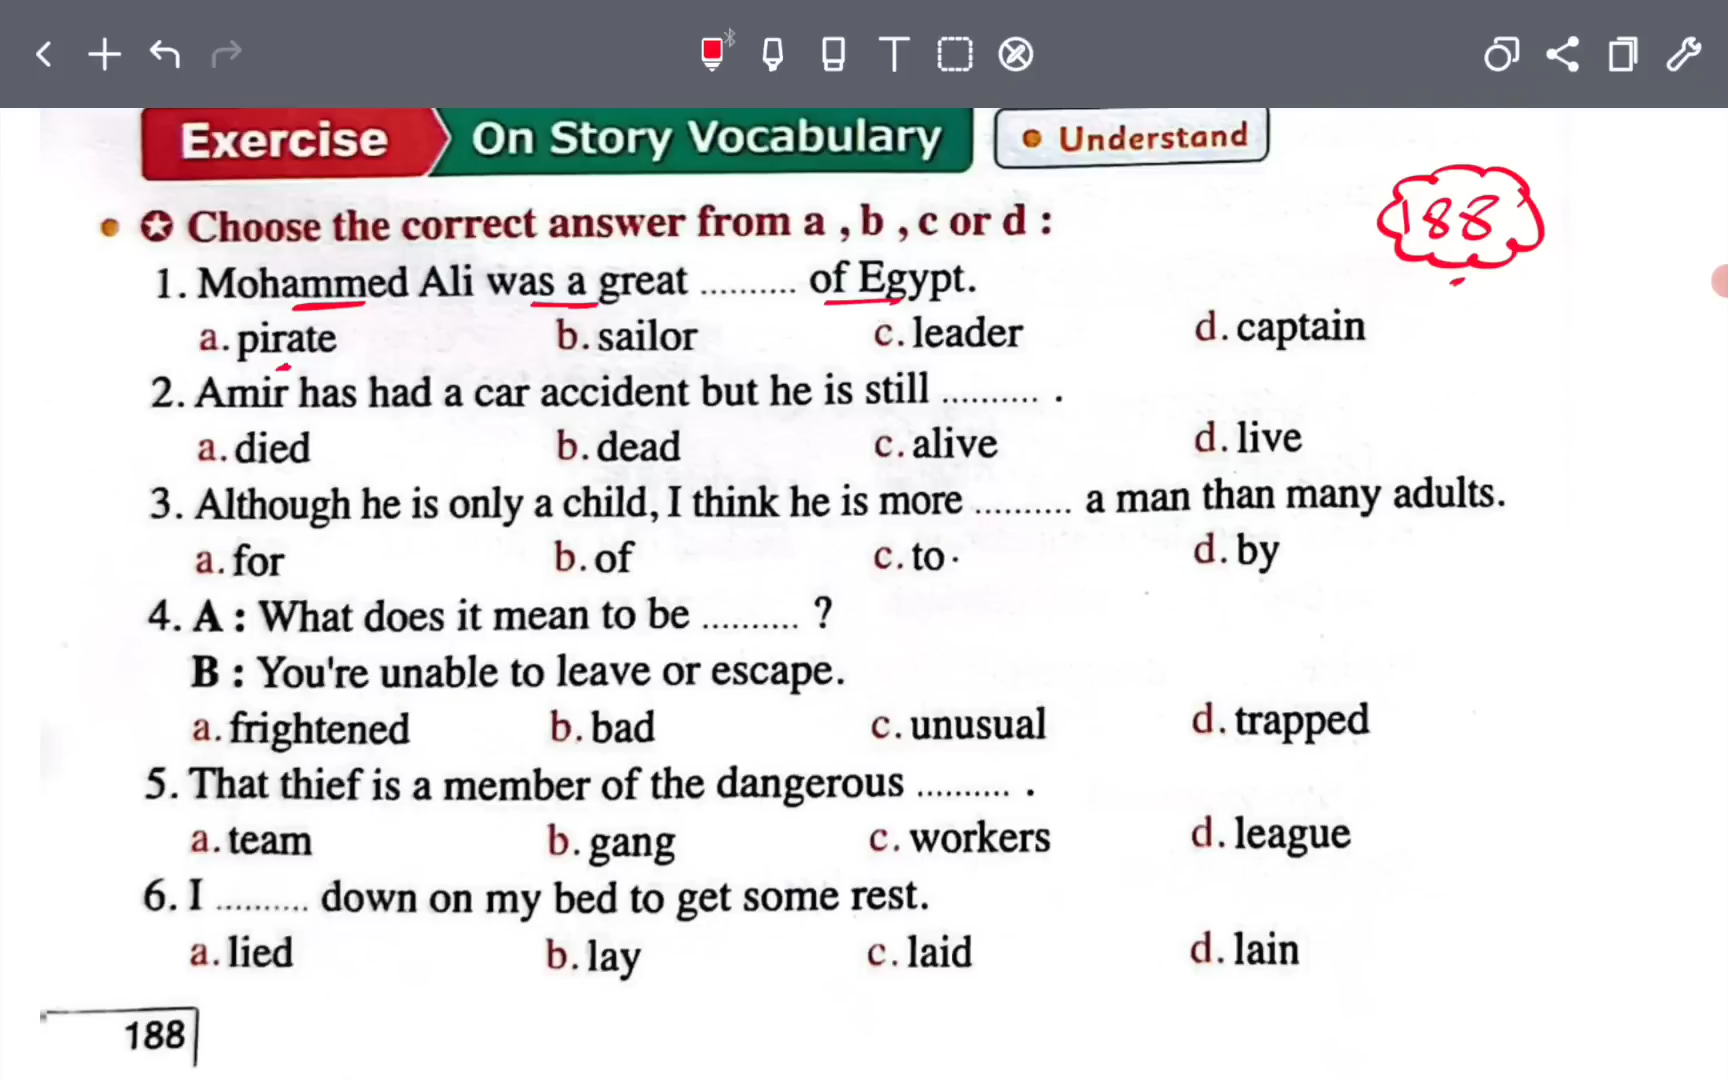 Exercise On Story Vocabulary • Understand
• ✪ Choose the correct answer from a , b , c or d :
188
1. Mohammed Ali was a great .......... of Egypt.
a. pirate b. sailor c. leader d. captain
2. Amir has had a car accident but he is still .......... .
a. died b. dead c. alive d. live
3. Although he is only a child, I think he is more .......... a man than many adults.
a. for b. of c. to d. by
4. A : What does it mean to be .......... ?
B : You're unable to leave or escape.
a. frightened b. bad c. unusual d. trapped
5. That thief is a member of the dangerous .......... .
a. team b. gang c. workers d. league
6. I .......... down on my bed to get some rest.
a. lied b. lay c. laid d. lain
188